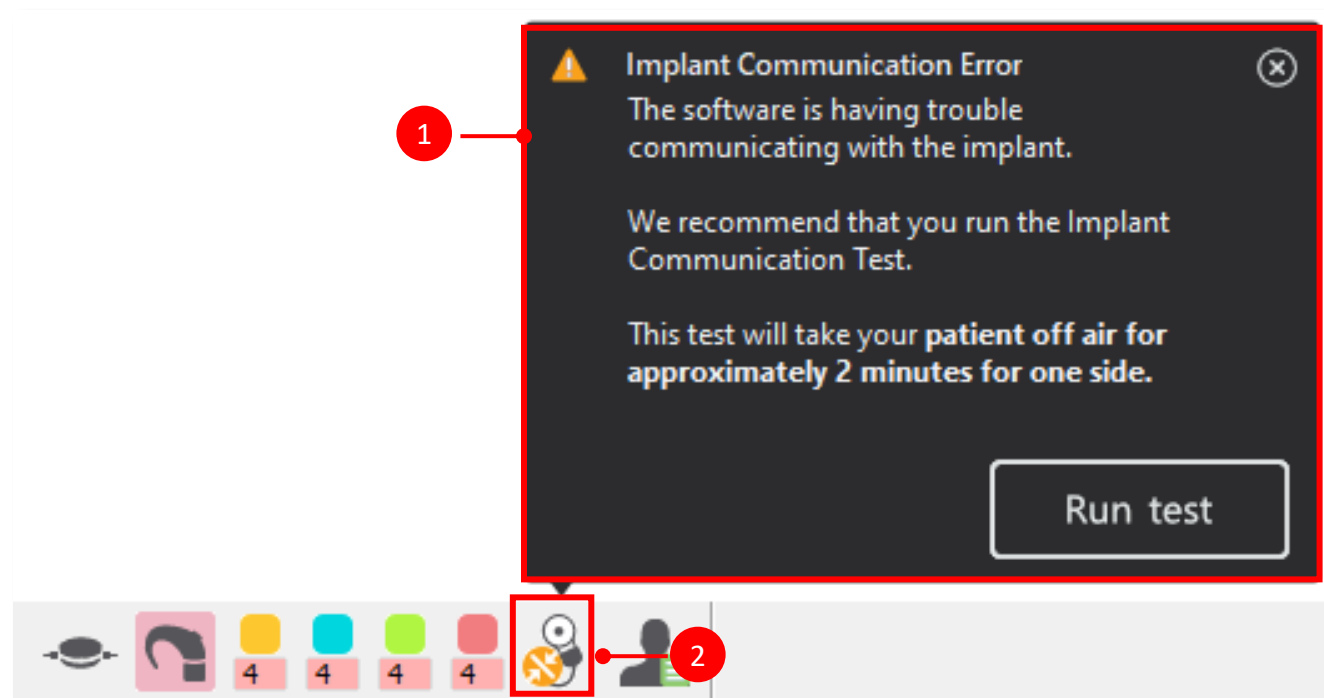 Implant Communication Error
The software is having trouble
communicating with the implant.
We recommend that you run the Implant
Communication Test.
This test will take your patient off air for
approximately 2 minutes for one side.
Run test
1
4 4 4 4
2